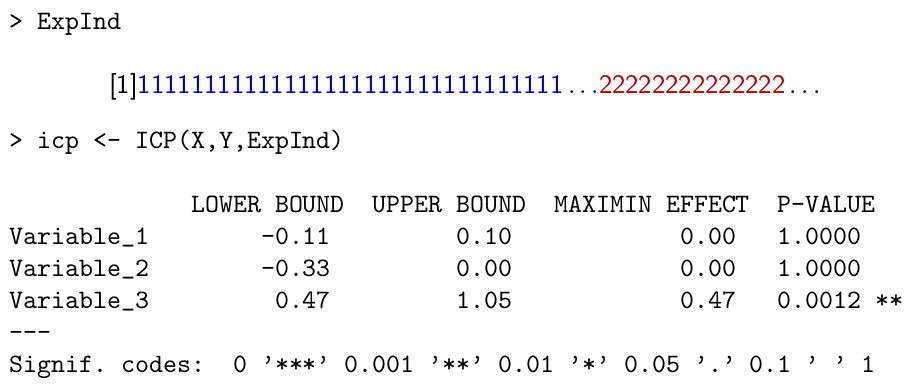 > ExpInd
[1]11111111111111111111111111111111 ...22222222222222 ...
> icp <- ICP(X,Y,ExpInd)
LOWER BOUND UPPER BOUND MAXIMIN EFFECT P-VALUE
Variable_1 -0.11 0.10 0.00 1.0000
Variable_2 -0.33 0.00 0.00 1.0000
Variable_3 0.47 1.05 0.47 0.0012 **
---
Signif. codes: 0 '***' 0.001 '**' 0.01 '*' 0.05 '.' 0.1 ' ' 1